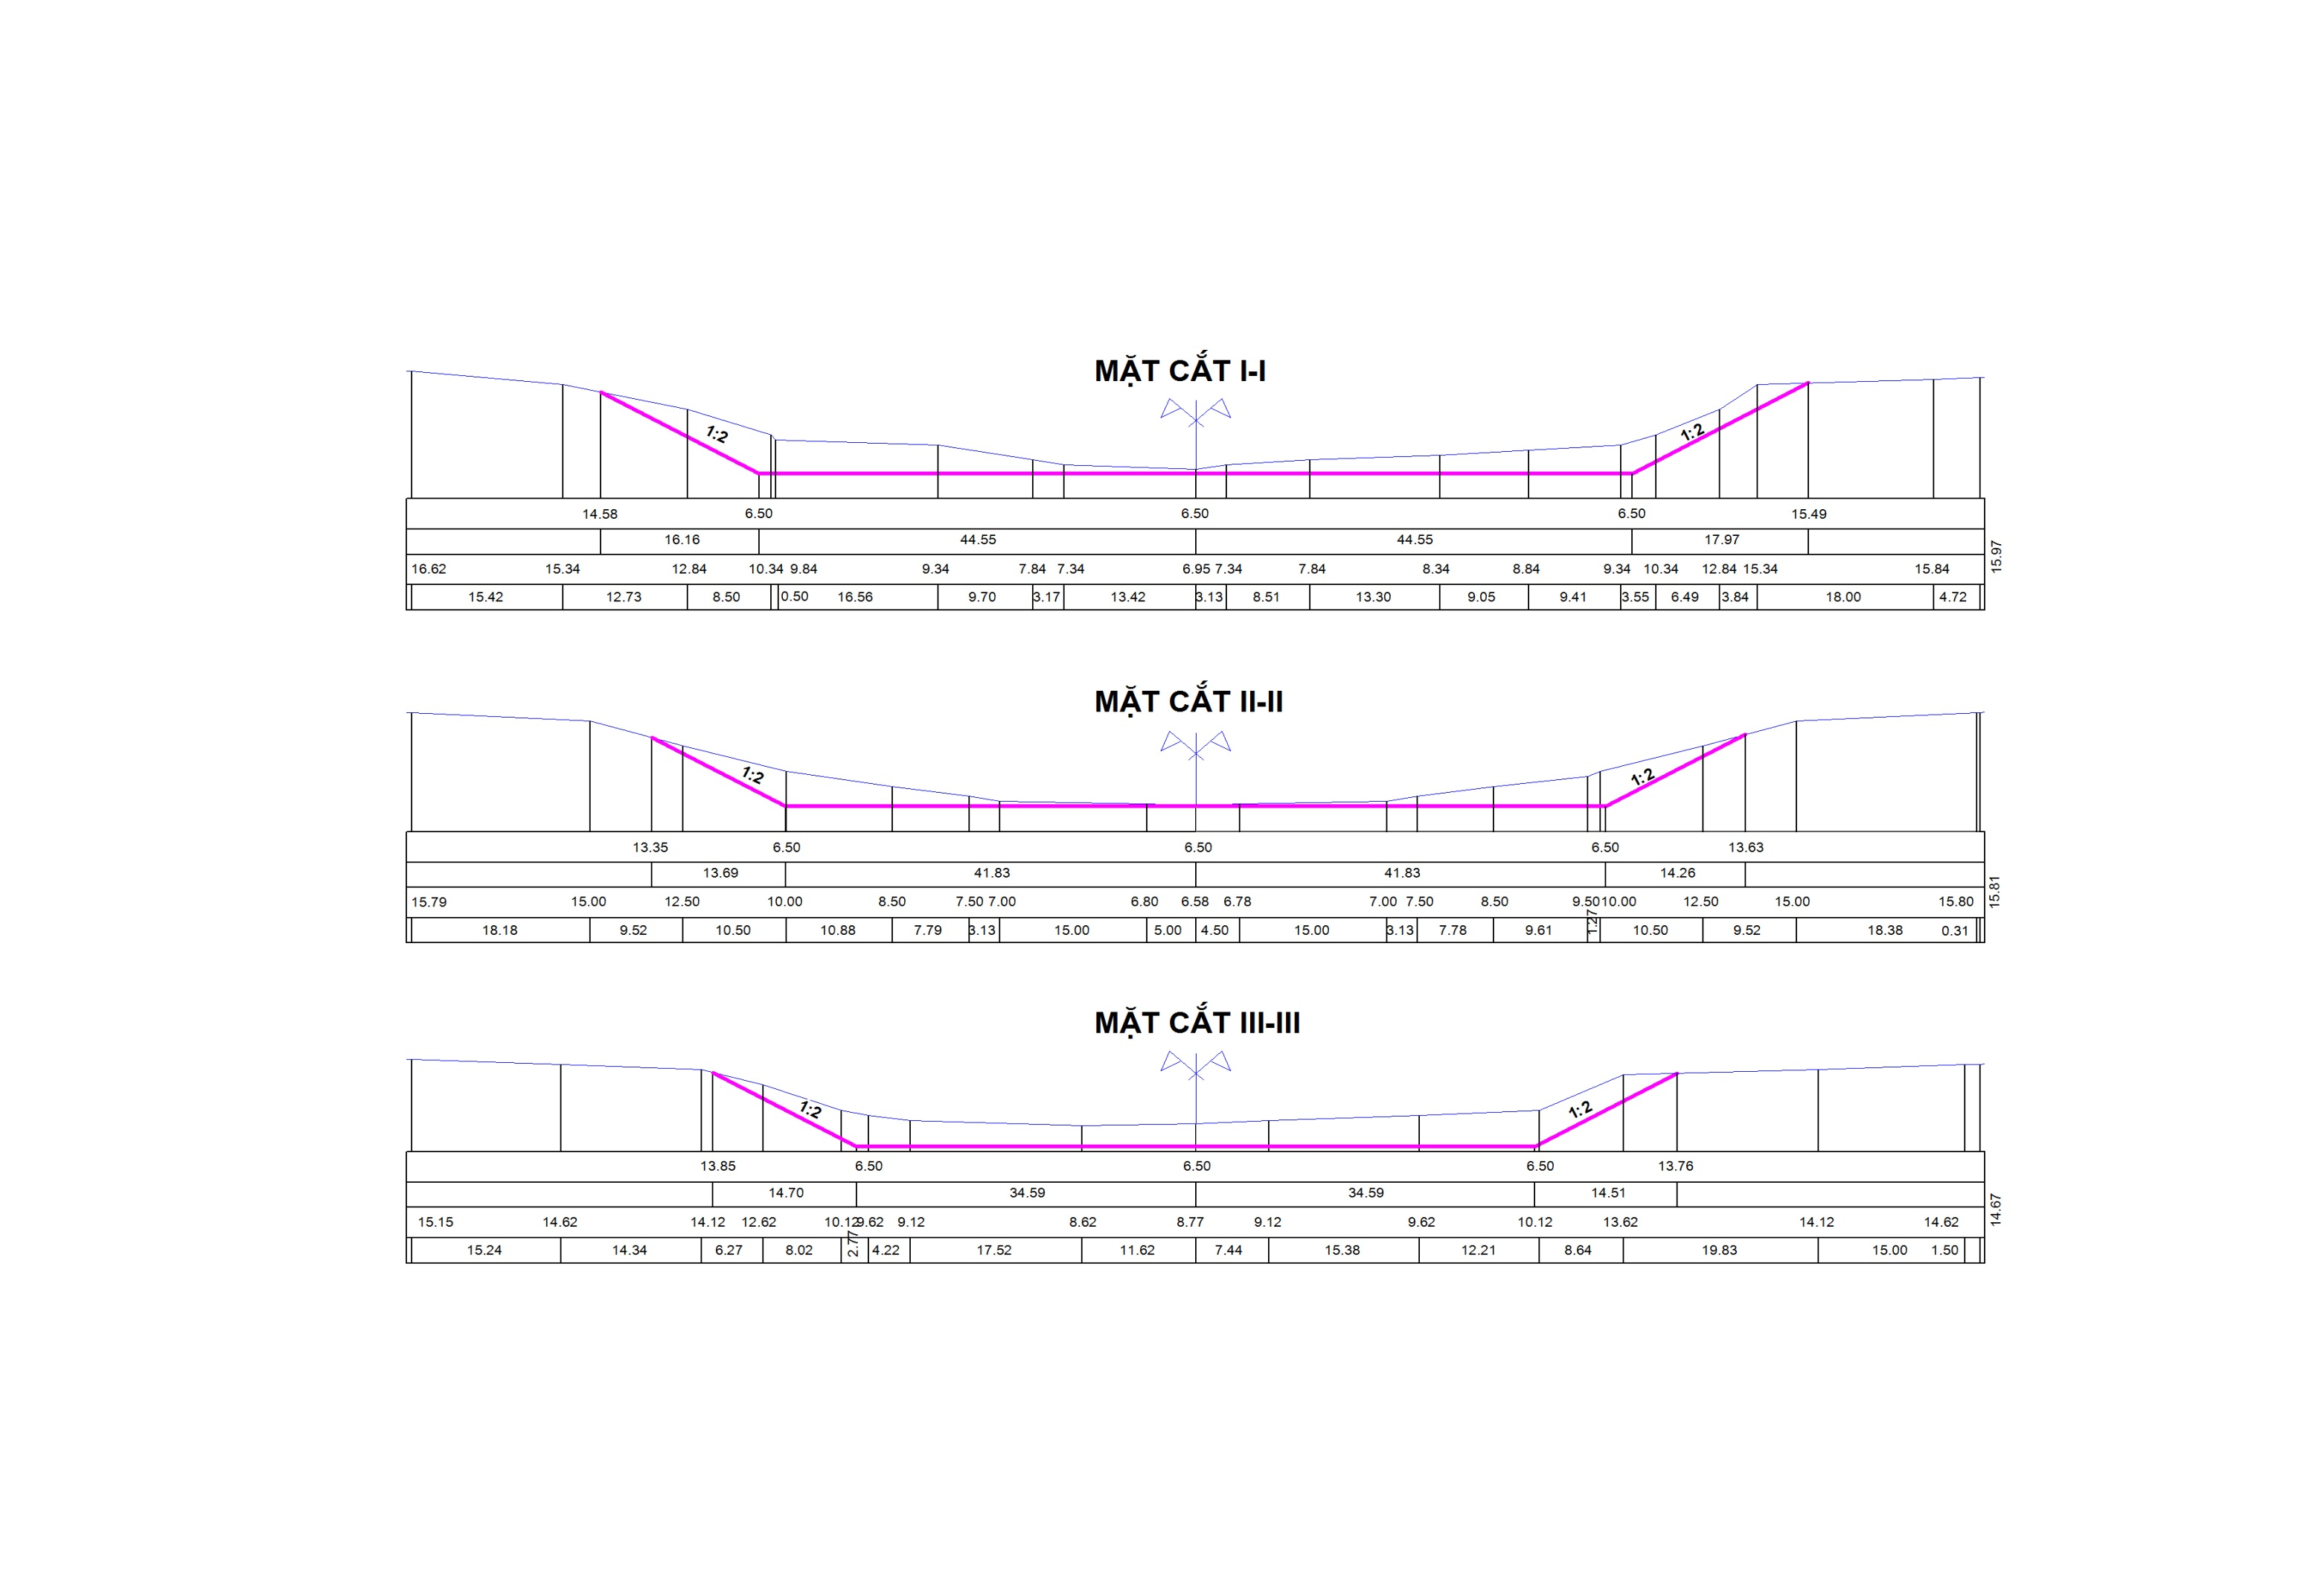 MẶT CẮT I-I
1:2 1:2
14.58 6.50 6.50 6.50 15.49
16.16 44.55 44.55 17.97
15.97
16.62 15.34 12.84 10.34 9.84 9.34 7.84 7.34 6.95 7.34 7.84 8.34 8.84 9.34 10.34 12.84 15.34 15.84
15.42 12.73 8.50 0.50 16.56 9.70 3.17 13.42 3.13 8.51 13.30 9.05 9.41 3.55 6.49 3.84 18.00 4.72
MẶT CẮT II-II
1:2 1:2
13.35 6.50 6.50 6.50 13.63
13.69 41.83 41.83 14.26
15.81
15.79 15.00 12.50 10.00 8.50 7.50 7.00 6.80 6.58 6.78 7.00 7.50 8.50 9.50 10.00 12.50 15.00 15.80
18.18 9.52 10.50 10.88 7.79 3.13 15.00 5.00 4.50 15.00 3.13 7.78 9.61 1.27 10.50 9.52 18.38 0.31
MẶT CẮT III-III
1:2 1:2
13.85 6.50 6.50 6.50 13.76
14.70 34.59 34.59 14.51
14.67
15.15 14.62 14.12 12.62 10.12 9.62 9.12 8.62 8.77 9.12 9.62 10.12 13.62 14.12 14.62
15.24 14.34 6.27 8.02 2.77 4.22 17.52 11.62 7.44 15.38 12.21 8.64 19.83 15.00 1.50